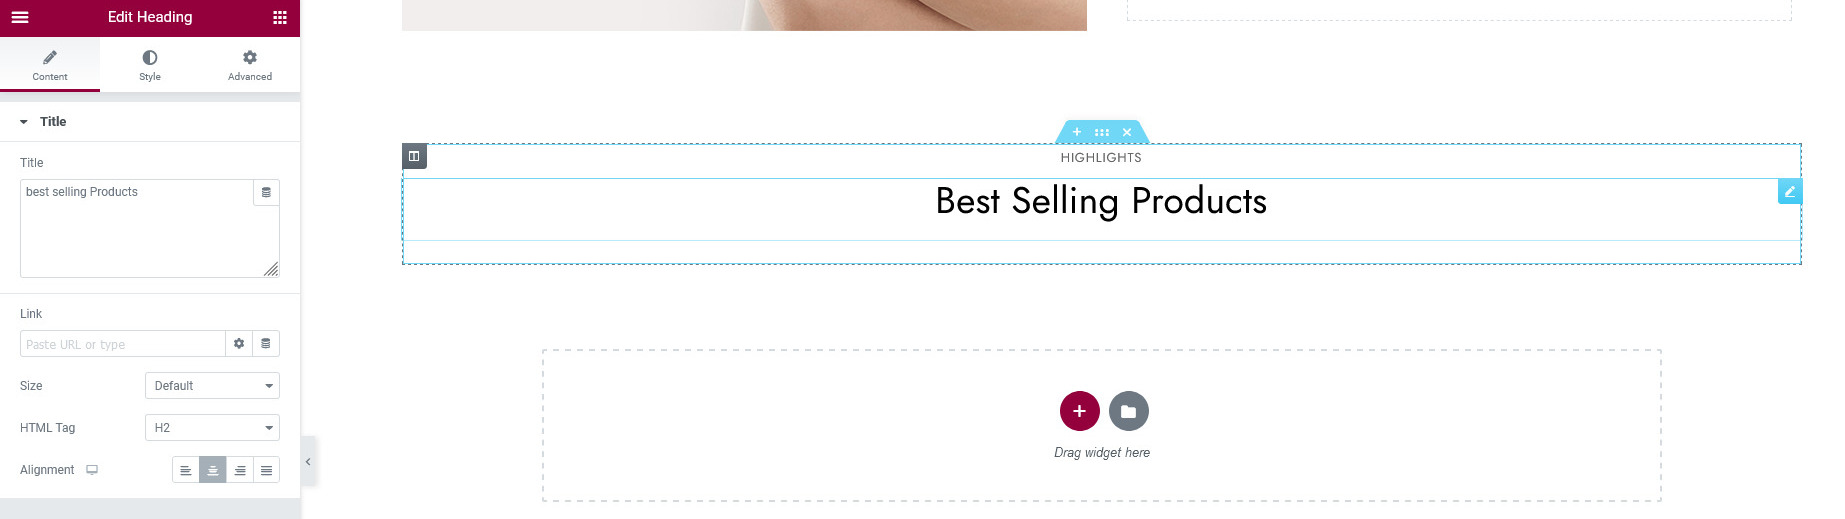 Edit Heading
Content
Style
Advanced
Title
Title
best selling Products
Link
Paste URL or type
Size
Default
HTML Tag
H2
Alignment
HIGHLIGHTS
Best Selling Products
Drag widget here